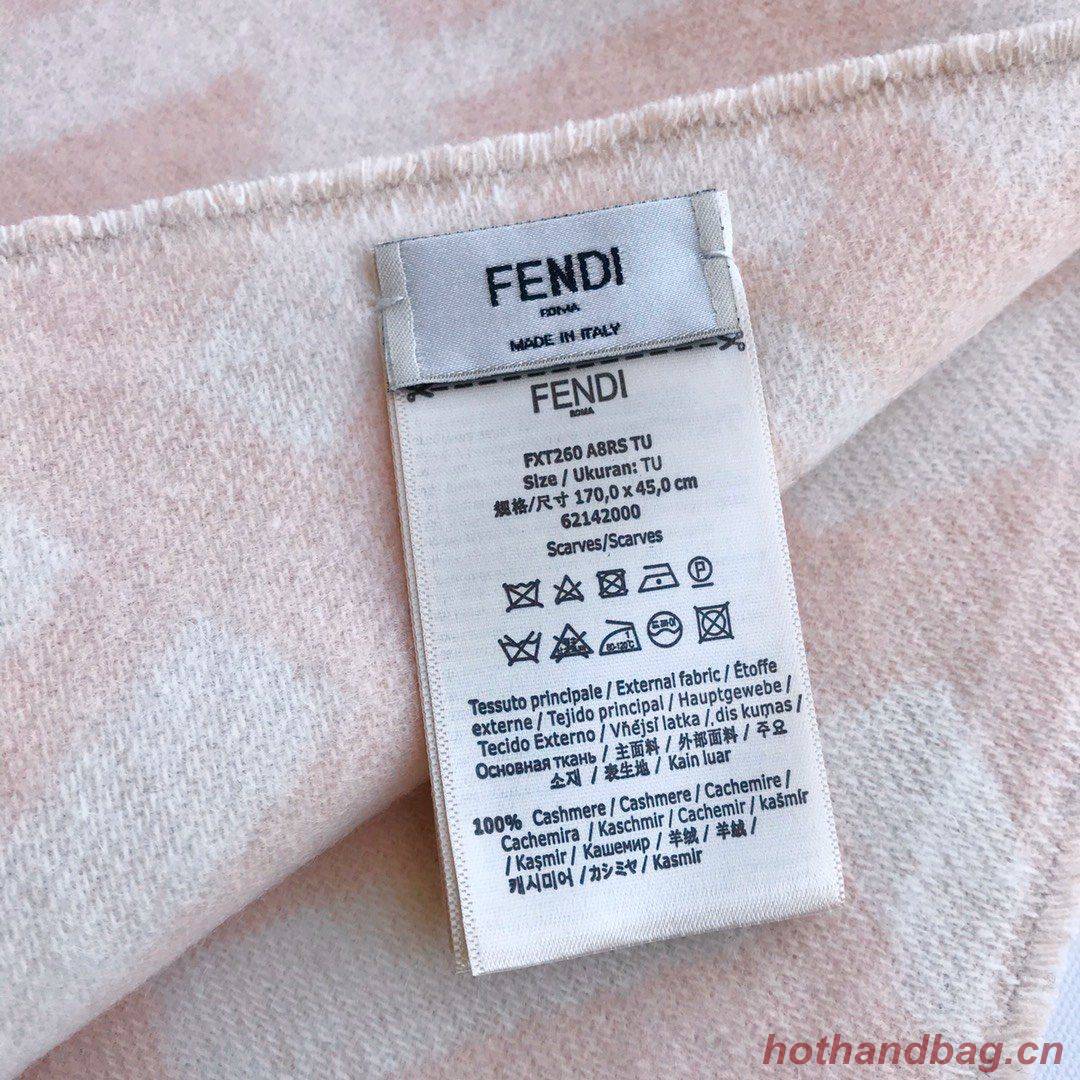 FENDI
ROMA
MADE IN ITALY
FENDI
ROMA
FXT260 A8RS TU
Size / Ukuran: TU
规格/尺寸 170,0 x 45,0 cm
62142000
Scarves/Scarves
P
Tessuto principale / External fabric / Étoffe
externe / Tejido principal / Hauptgewebe /
Tecido Externo / Vňějsí latka / dis kumas /
Основная ткань / 主面料 / 外部面料 / 주요
소재 / 表生地 / Kain luar
100% Cashmere / Cashmere / Cachemire /
Cachemira / Kaschmir / Cachemir / kašmír
/ Kaşmir / Кашемир / 羊绒 / 羊絨 /
캐시미어 / カシミヤ / Kasmir
hothandbag.cn